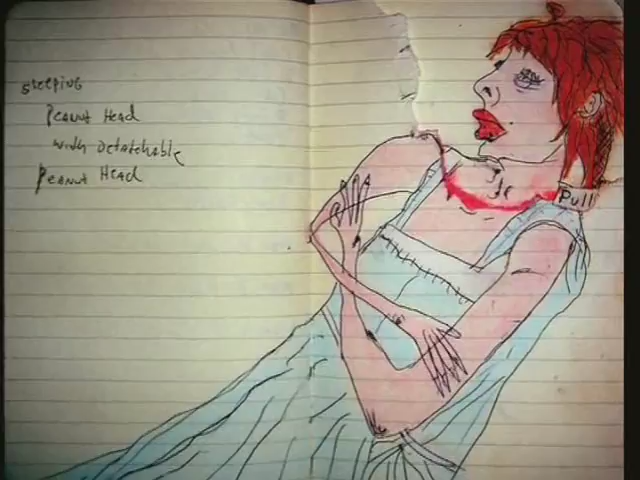 sleeping
Peanut Head
with Detatchable
Peanut Head
Pull